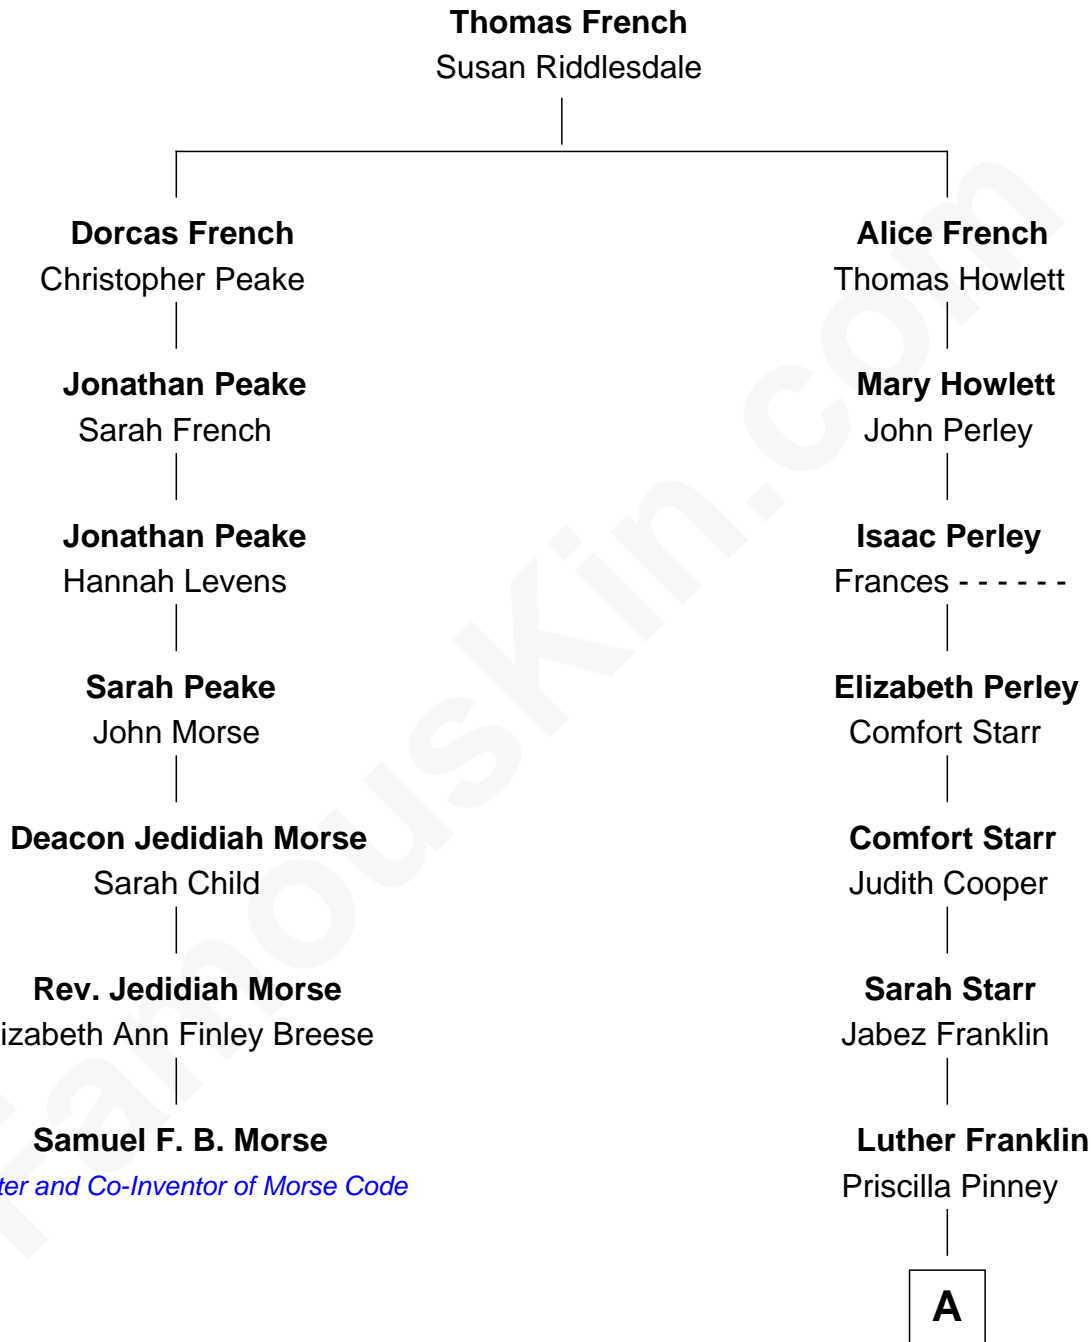 Thomas French
Susan Riddlesdale
Dorcas French
Christopher Peake
Jonathan Peake
Sarah French
Jonathan Peake
Hannah Levens
Sarah Peake
John Morse
Deacon Jedidiah Morse
Sarah Child
Rev. Jedidiah Morse
izabeth Ann Finley Breese
Samuel F. B. Morse
ter and Co-Inventor of Morse Code
Alice French
Thomas Howlett
Mary Howlett
John Perley
Isaac Perley
Frances - - - - - -
Elizabeth Perley
Comfort Starr
Comfort Starr
Judith Cooper
Sarah Starr
Jabez Franklin
Luther Franklin
Priscilla Pinney
A
FamousKin.com